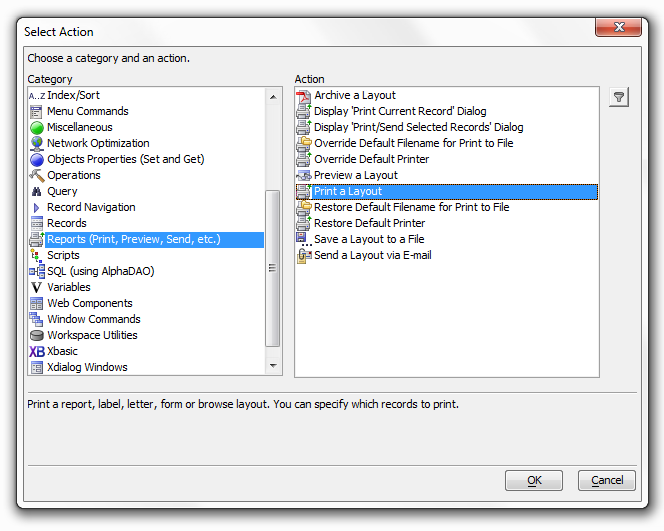 Select Action
Choose a category and an action.
Category
A..Z Index/Sort
Menu Commands
Miscellaneous
Network Optimization
Objects Properties (Set and Get)
Operations
Query
Record Navigation
Records
Reports (Print, Preview, Send, etc.)
Scripts
SQL (using AlphaDAO)
V Variables
Web Components
Window Commands
Workspace Utilities
XB Xbasic
Xdialog Windows
Action
Archive a Layout
Display 'Print Current Record' Dialog
Display 'Print/Send Selected Records' Dialog
Override Default Filename for Print to File
Override Default Printer
Preview a Layout
Print a Layout
Restore Default Filename for Print to File
Restore Default Printer
Save a Layout to a File
Send a Layout via E-mail
Print a report, label, letter, form or browse layout. You can specify which records to print.
OK
Cancel